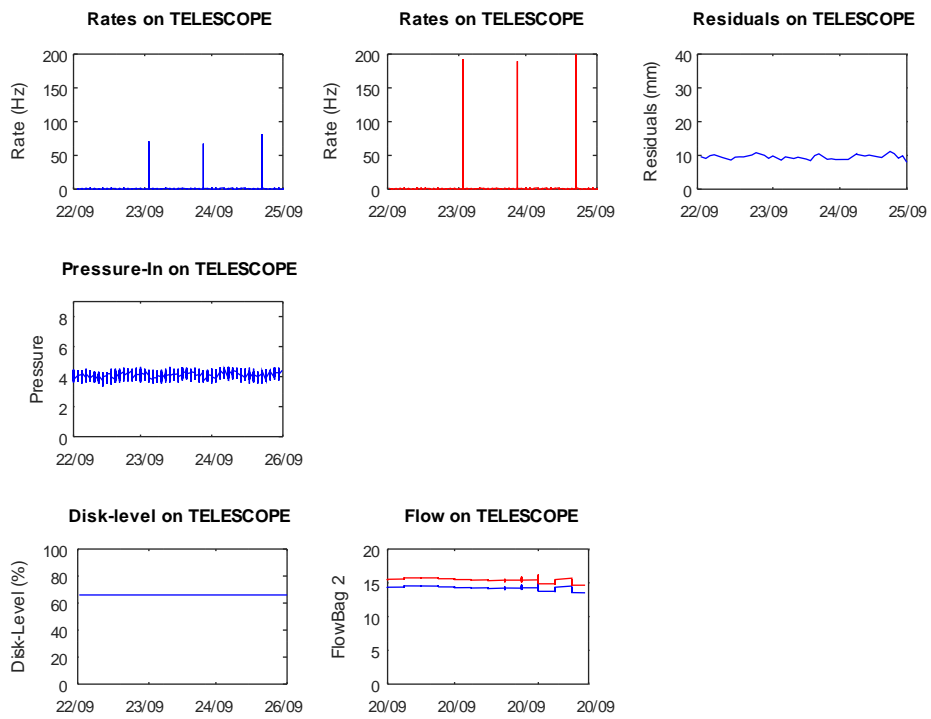 Rates on TELESCOPE
Rate (Hz)
200
150
100
50
0
22/09 23/09 24/09 25/09
Rates on TELESCOPE
Rate (Hz)
200
150
100
50
0
22/09 23/09 24/09 25/09
Residuals on TELESCOPE
Residuals (mm)
40
30
20
10
0
22/09 23/09 24/09 25/09
Pressure-In on TELESCOPE
Pressure
8
6
4
2
0
22/09 23/09 24/09 26/09
Disk-level on TELESCOPE
Disk-Level (%)
100
80
60
40
20
0
22/09 23/09 24/09 26/09
Flow on TELESCOPE
FlowBag 2
20
15
10
5
0
20/09 20/09 20/09 20/09